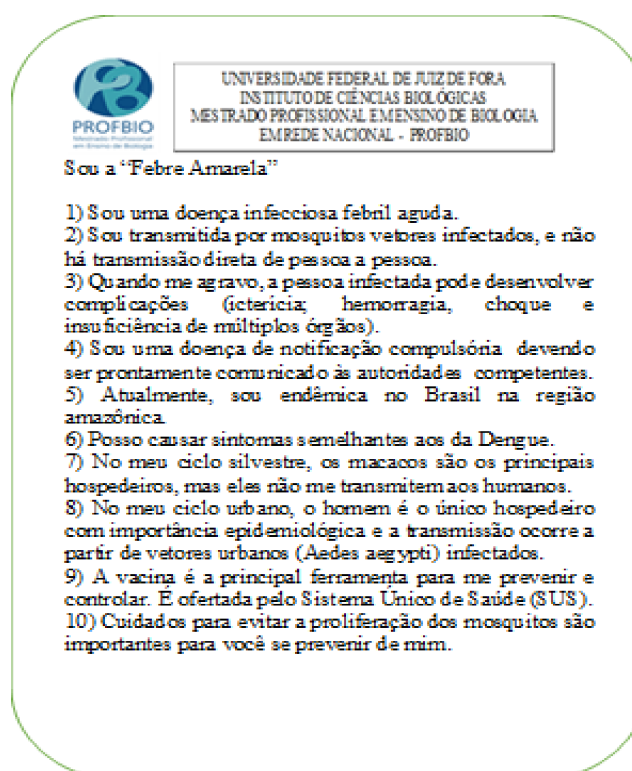 UNIVERSIDADE FEDERAL DE JUIZ DE FORA
INSTITUTO DE CIÊNCIAS BIOLÓGICAS
MESTRADO PROFISSIONAL EM ENSINO DE BIOLOGIA
EM REDE NACIONAL - PROFBIO
PROFBIO
Mestrado Profissional
em Ensino de Biologia
Sou a “Febre Amarela”
1) Sou uma doença infecciosa febril aguda.
2) Sou transmitida por mosquitos vetores infectados, e não
há transmissão direta de pessoa a pessoa.
3) Quando me agravo, a pessoa infectada pode desenvolver
complicações (icterícia; hemorragia, choque e
insuficiência de múltiplos órgãos).
4) Sou uma doença de notificação compulsória devendo
ser prontamente comunicado às autoridades competentes.
5) Atualmente, sou endêmica no Brasil na região
amazônica.
6) Posso causar sintomas semelhantes aos da Dengue.
7) No meu ciclo silvestre, os macacos são os principais
hospedeiros, mas eles não me transmitem aos humanos.
8) No meu ciclo urbano, o homem é o único hospedeiro
com importância epidemiológica e a transmissão ocorre a
partir de vetores urbanos (Aedes aegypti) infectados.
9) A vacina é a principal ferramenta para me prevenir e
controlar. É ofertada pelo Sistema Único de Saúde (SUS).
10) Cuidados para evitar a proliferação dos mosquitos são
importantes para você se prevenir de mim.